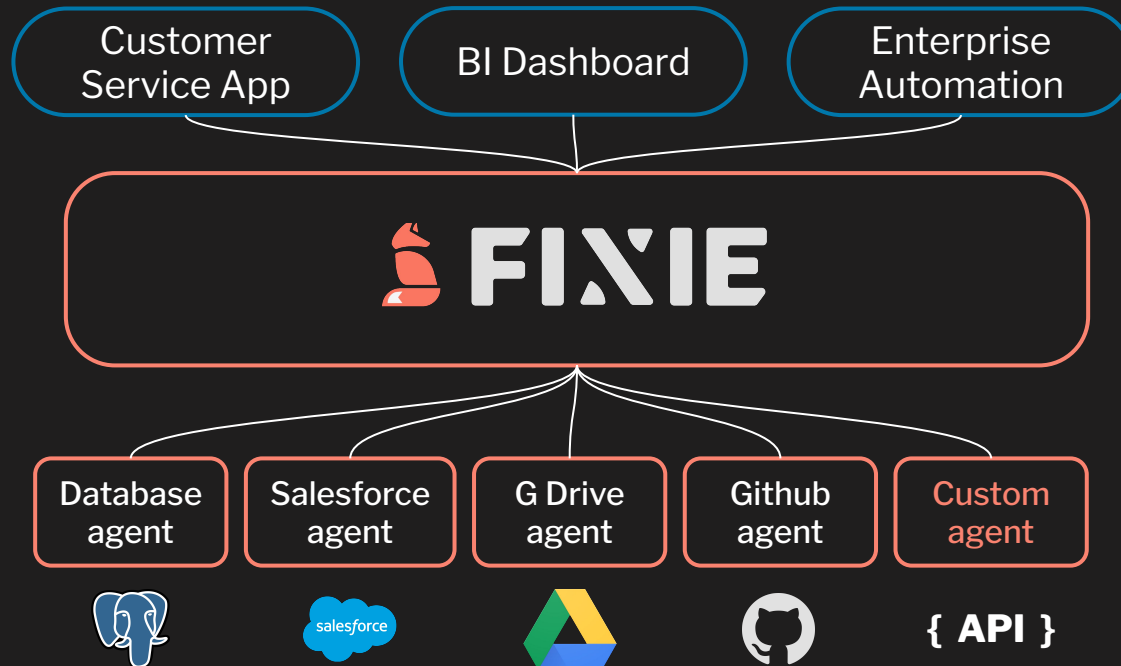 Customer
Service App
BI Dashboard
Enterprise
Automation
FIXIE
Database
agent
Salesforce
agent
G Drive
agent
Github
agent
Custom
agent
salesforce
{ API }